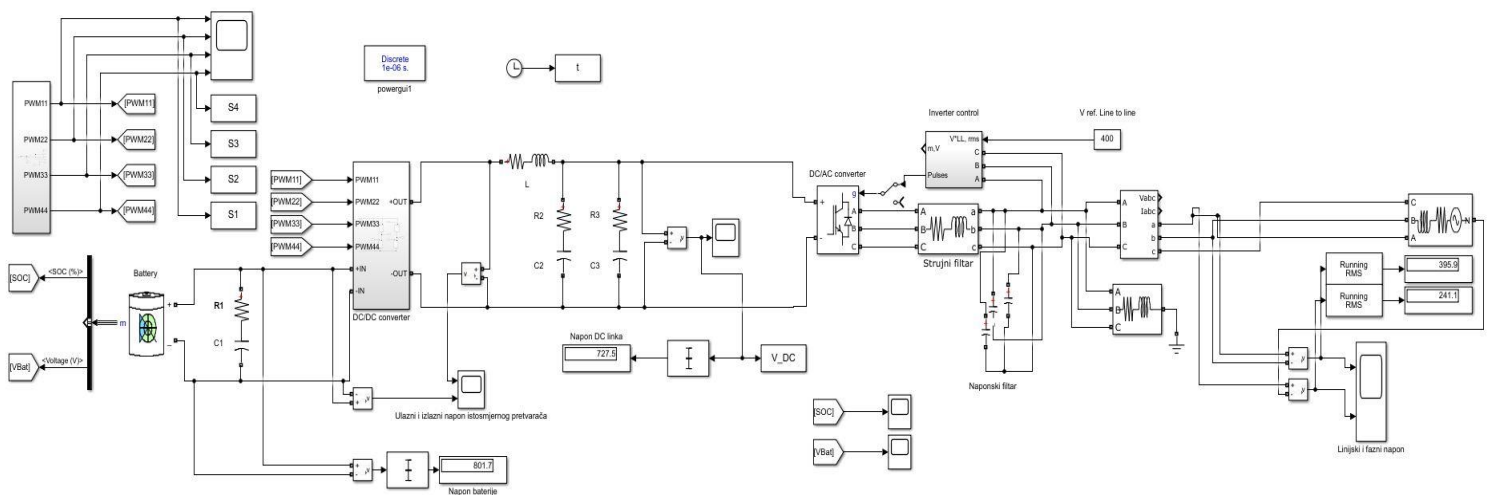 PWM11
PWM22
PWM33
PWM44
[PWM11]
[PWM22]
[PWM33]
[PWM44]
S4
S3
S2
S1
Discrete
1e-06 s.
powergui1
t
[PWM11]
[PWM22]
[PWM33]
[PWM44]
PWM11
PWM22
PWM33
PWM44
+IN
-IN
+OUT
-OUT
DC/DC converter
<SOC (%)>
[SOC]
Battery
m
+
_
<Voltage (V)>
[VBat]
R1
C1
L
R2
C2
R3
C3
v
+
-
Napon DC linka
727.5
V_DC
Ulazni i izlazni napon istosmjernog pretvarača
801.7
Napon baterije
[SOC]
[VBat]
Inverter control
V*LL, rms
m,V
C
B
Pulses
A
V ref. Line to line
400
DC/AC converter
g
+
-
A
B
C
A
B
C
a
b
c
Strujni filtar
Naponski filtar
A
B
C
Vabc
Iabc
a
b
c
A
B
C
C
B
A
N
Running
RMS
395.9
Running
RMS
241.1
Linijski i fazni napon